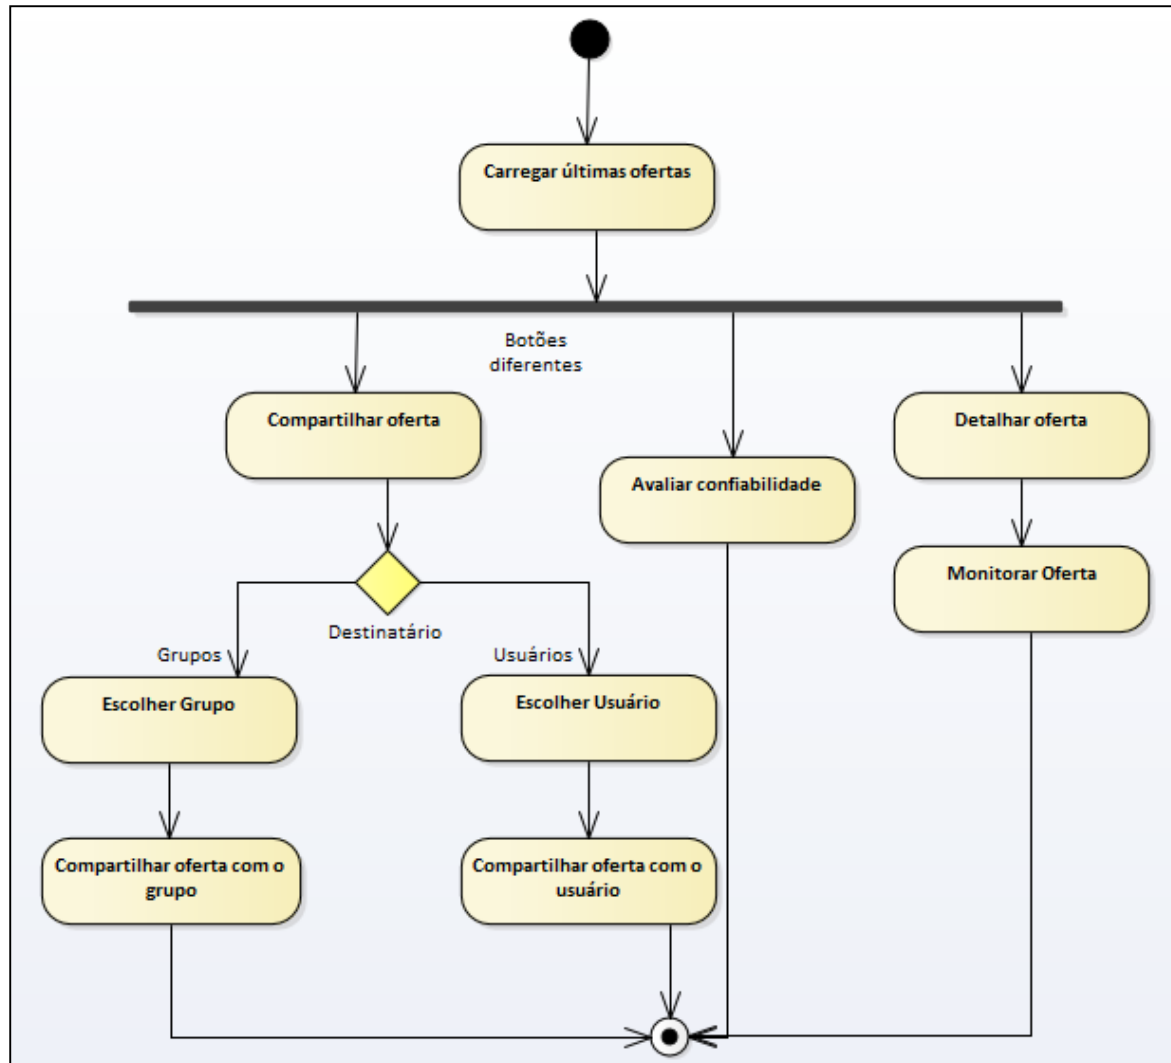 Carregar últimas ofertas
Botões
diferentes
Compartilhar oferta
Detalhar oferta
Avaliar confiabilidade
Monitorar Oferta
Destinatário
Grupos
Usuários
Escolher Grupo
Escolher Usuário
Compartilhar oferta com o
grupo
Compartilhar oferta com o
usuário